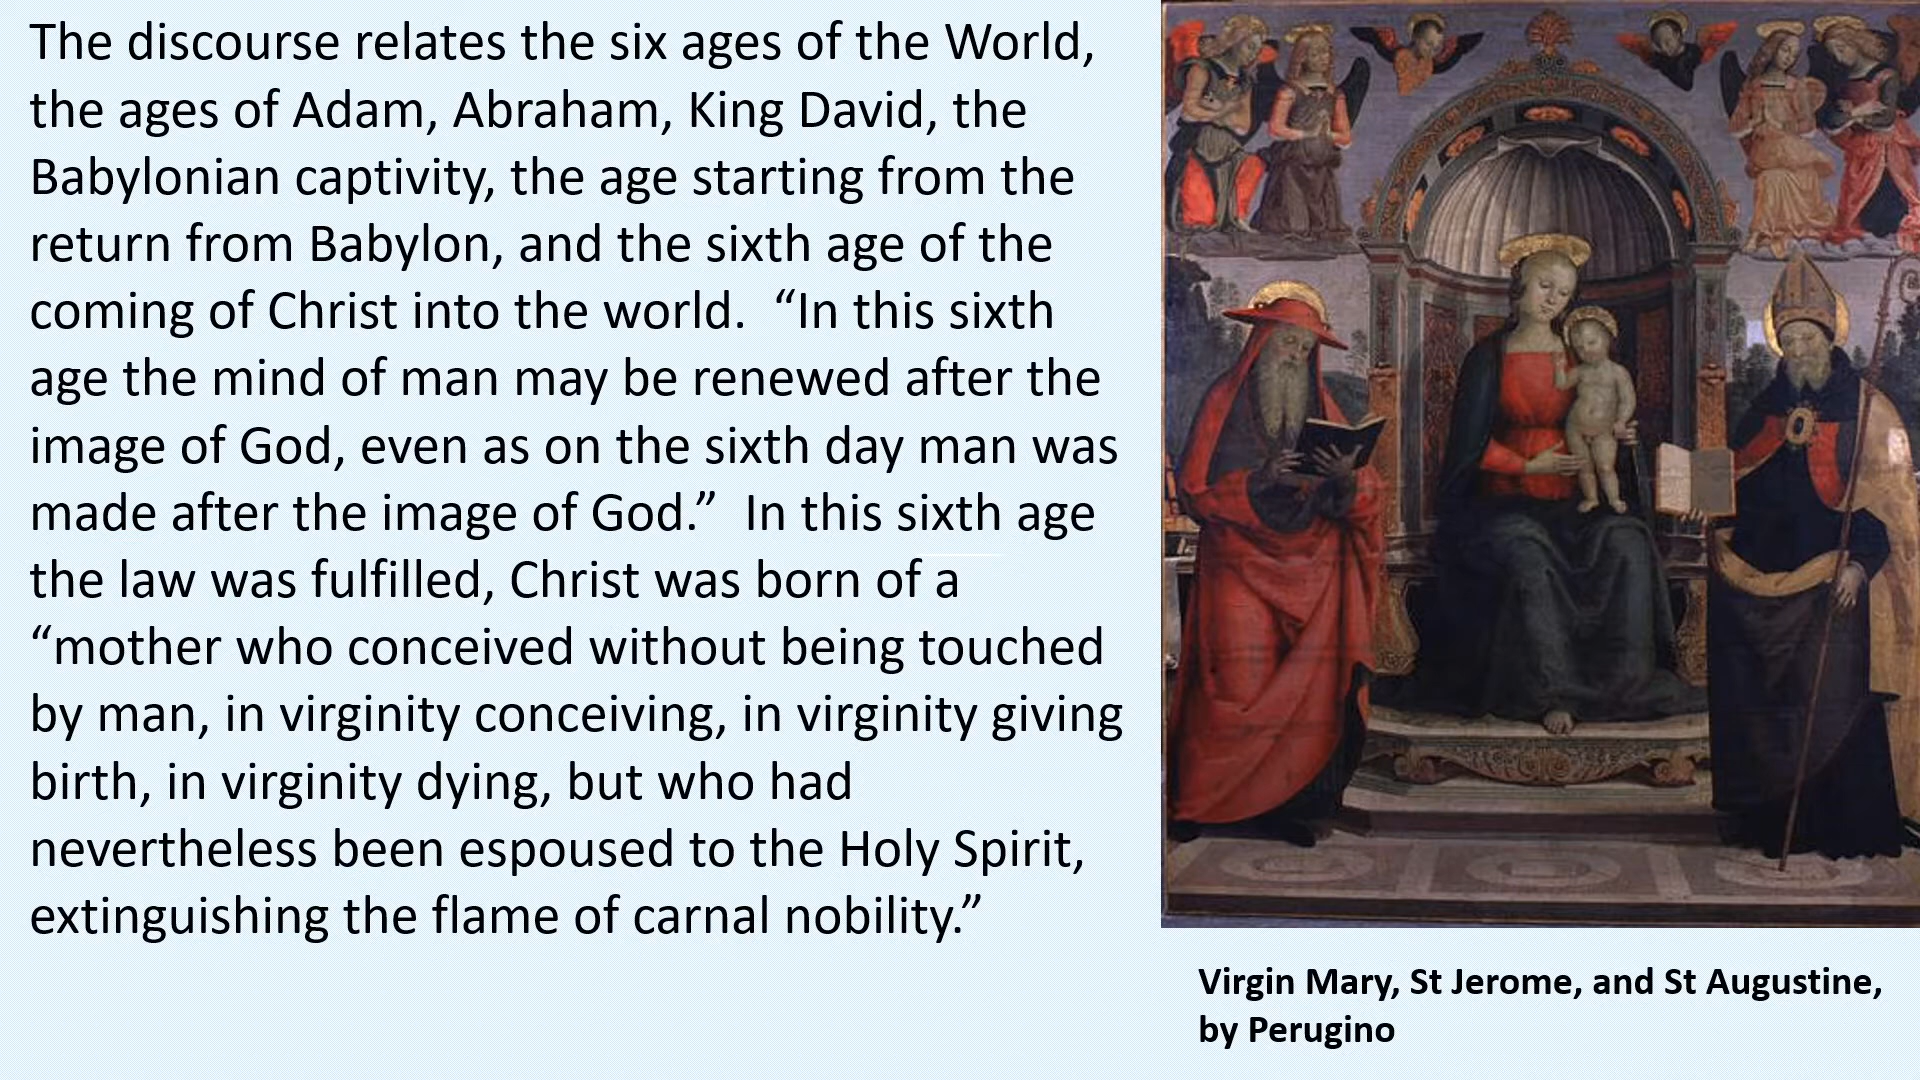 The discourse relates the six ages of the World,
the ages of Adam, Abraham, King David, the
Babylonian captivity, the age starting from the
return from Babylon, and the sixth age of the
coming of Christ into the world.  “In this sixth
age the mind of man may be renewed after the
image of God, even as on the sixth day man was
made after the image of God.”  In this sixth age
the law was fulfilled, Christ was born of a
“mother who conceived without being touched
by man, in virginity conceiving, in virginity giving
birth, in virginity dying, but who had
nevertheless been espoused to the Holy Spirit,
extinguishing the flame of carnal nobility.”
Virgin Mary, St Jerome, and St Augustine,
by Perugino